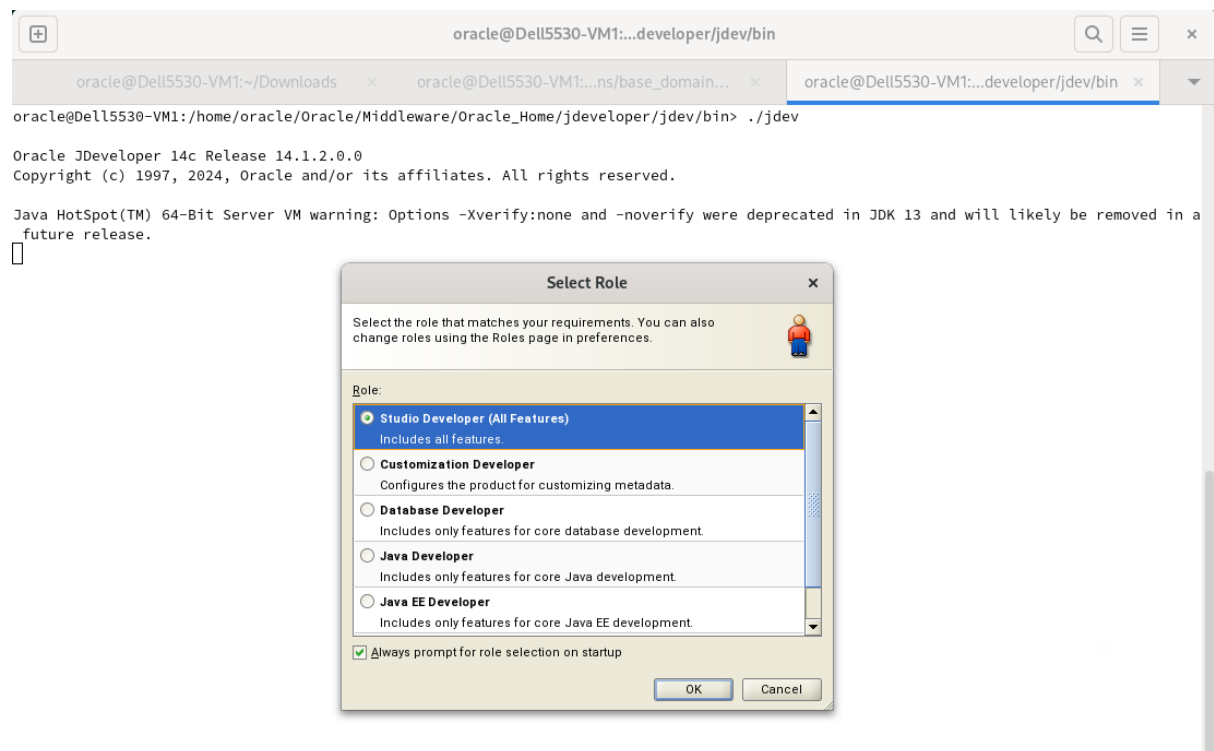 oracle@Dell5530-VM1:...developer/jdev/bin
oracle@Dell5530-VM1:~/Downloads
oracle@Dell5530-VM1:...ns/base_domain...
oracle@Dell5530-VM1:...developer/jdev/bin
oracle@Dell5530-VM1:/home/oracle/Oracle/Middleware/Oracle_Home/jdeveloper/jdev/bin> ./jdev
Oracle JDeveloper 14c Release 14.1.2.0.0
Copyright (c) 1997, 2024, Oracle and/or its affiliates. All rights reserved.
Java HotSpot(TM) 64-Bit Server VM warning: Options -Xverify:none and -noverify were deprecated in JDK 13 and will likely be removed in a
future release.
Select Role
Select the role that matches your requirements. You can also
change roles using the Roles page in preferences.
Role:
Studio Developer (All Features)
Includes all features.
Customization Developer
Configures the product for customizing metadata.
Database Developer
Includes only features for core database development.
Java Developer
Includes only features for core Java development.
Java EE Developer
Includes only features for core Java EE development.
Always prompt for role selection on startup
OK
Cancel